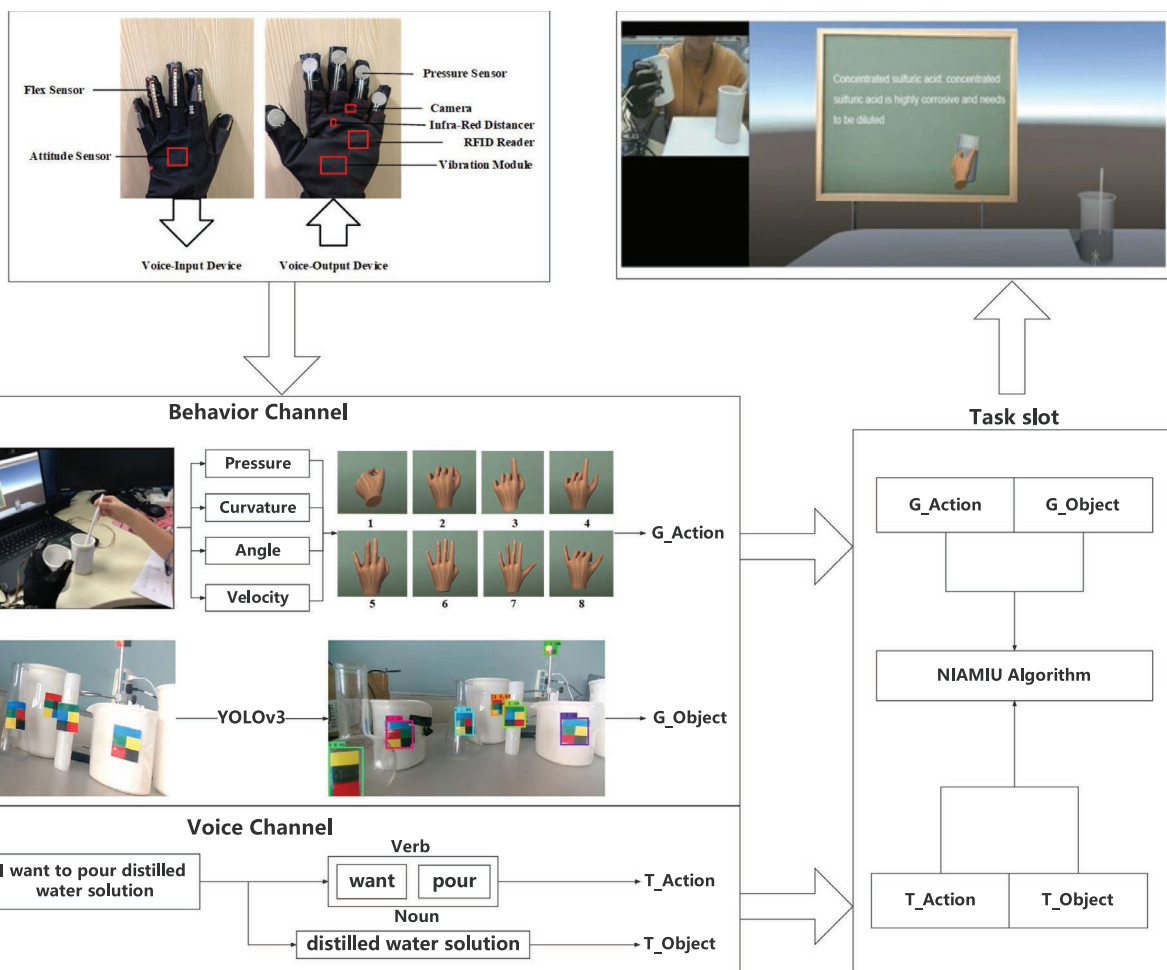 Flex Sensor
Attitude Sensor
Pressure Sensor
Camera
Infra-Red Distancer
RFID Reader
Vibration Module
Voice-Input Device
Voice-Output Device
Concentrated sulfuric acid: concentrated
sulfuric acid is highly corrosive and needs
to be diluted
水
Behavior Channel
Pressure
Curvature
Angle
Velocity
1
2
3
4
5
6
7
8
G_Action
YOLOv3
G_Object
Voice Channel
I want to pour distilled
water solution
Verb
want
pour
T_Action
Noun
distilled water solution
T_Object
Task slot
G_Action
G_Object
NIAMIU Algorithm
T_Action
T_Object